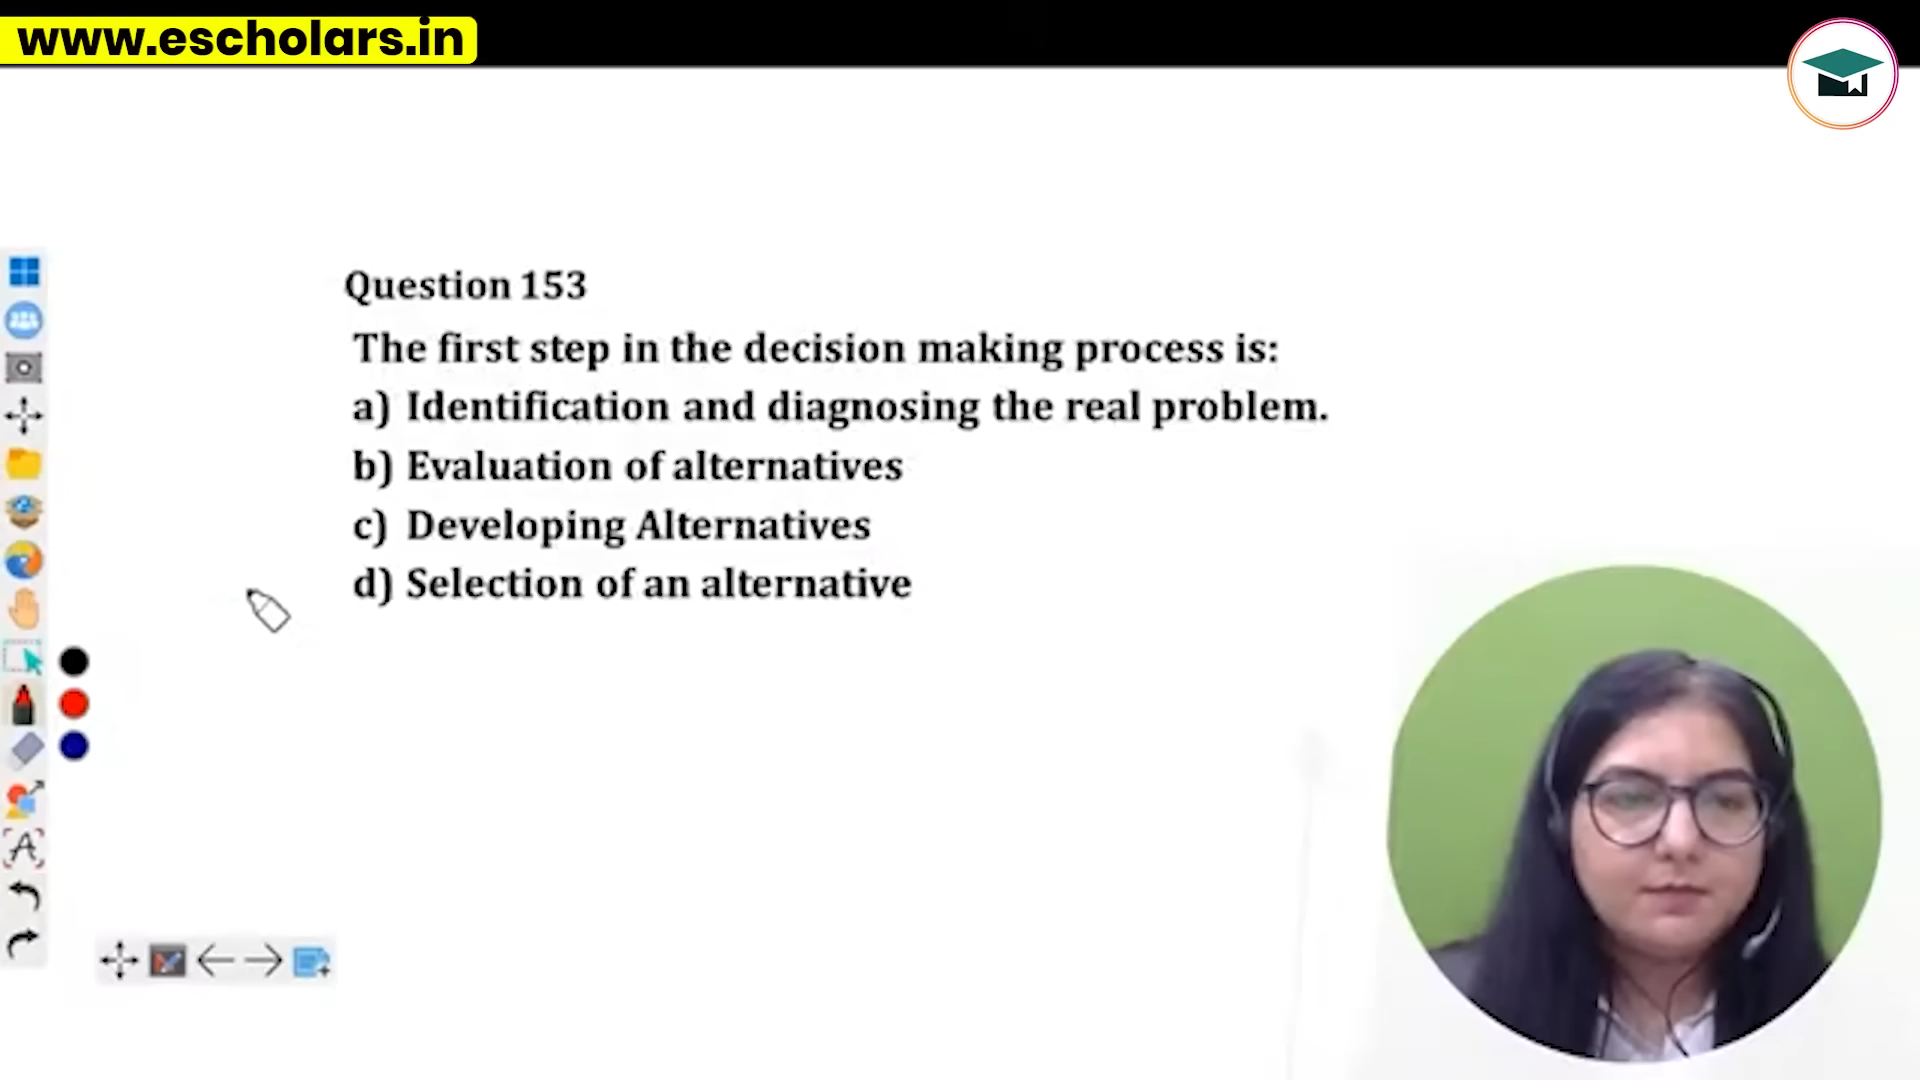 www.escholars.in
Question 153
The first step in the decision making process is:
a) Identification and diagnosing the real problem.
b) Evaluation of alternatives
c) Developing Alternatives
d) Selection of an alternative